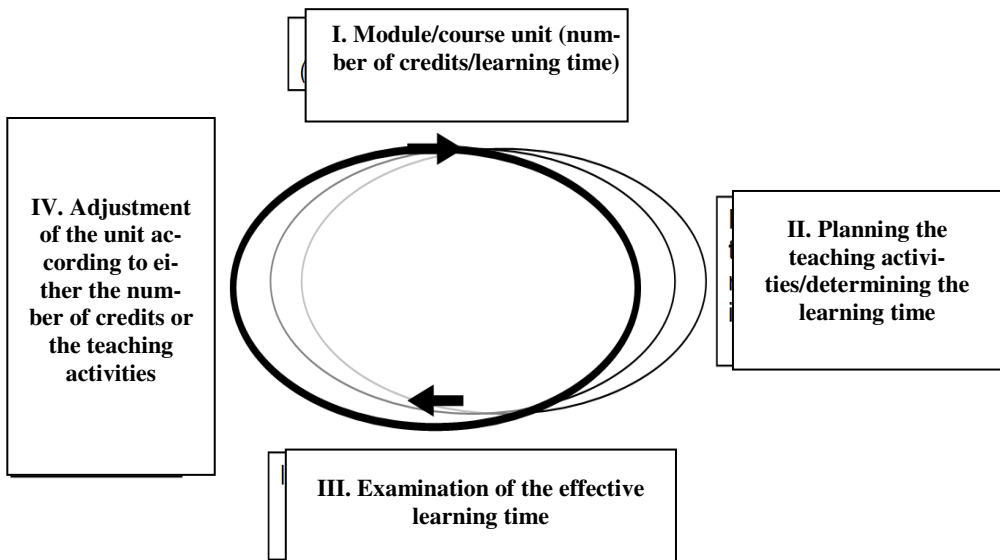 I. Module/course unit (num-
ber of credits/learning time)
IV. Adjustment
of the unit ac-
cording to ei-
ther the num-
ber of credits or
the teaching
activities
II. Planning the
teaching activi-
ties/determining the
learning time
III. Examination of the effective
learning time